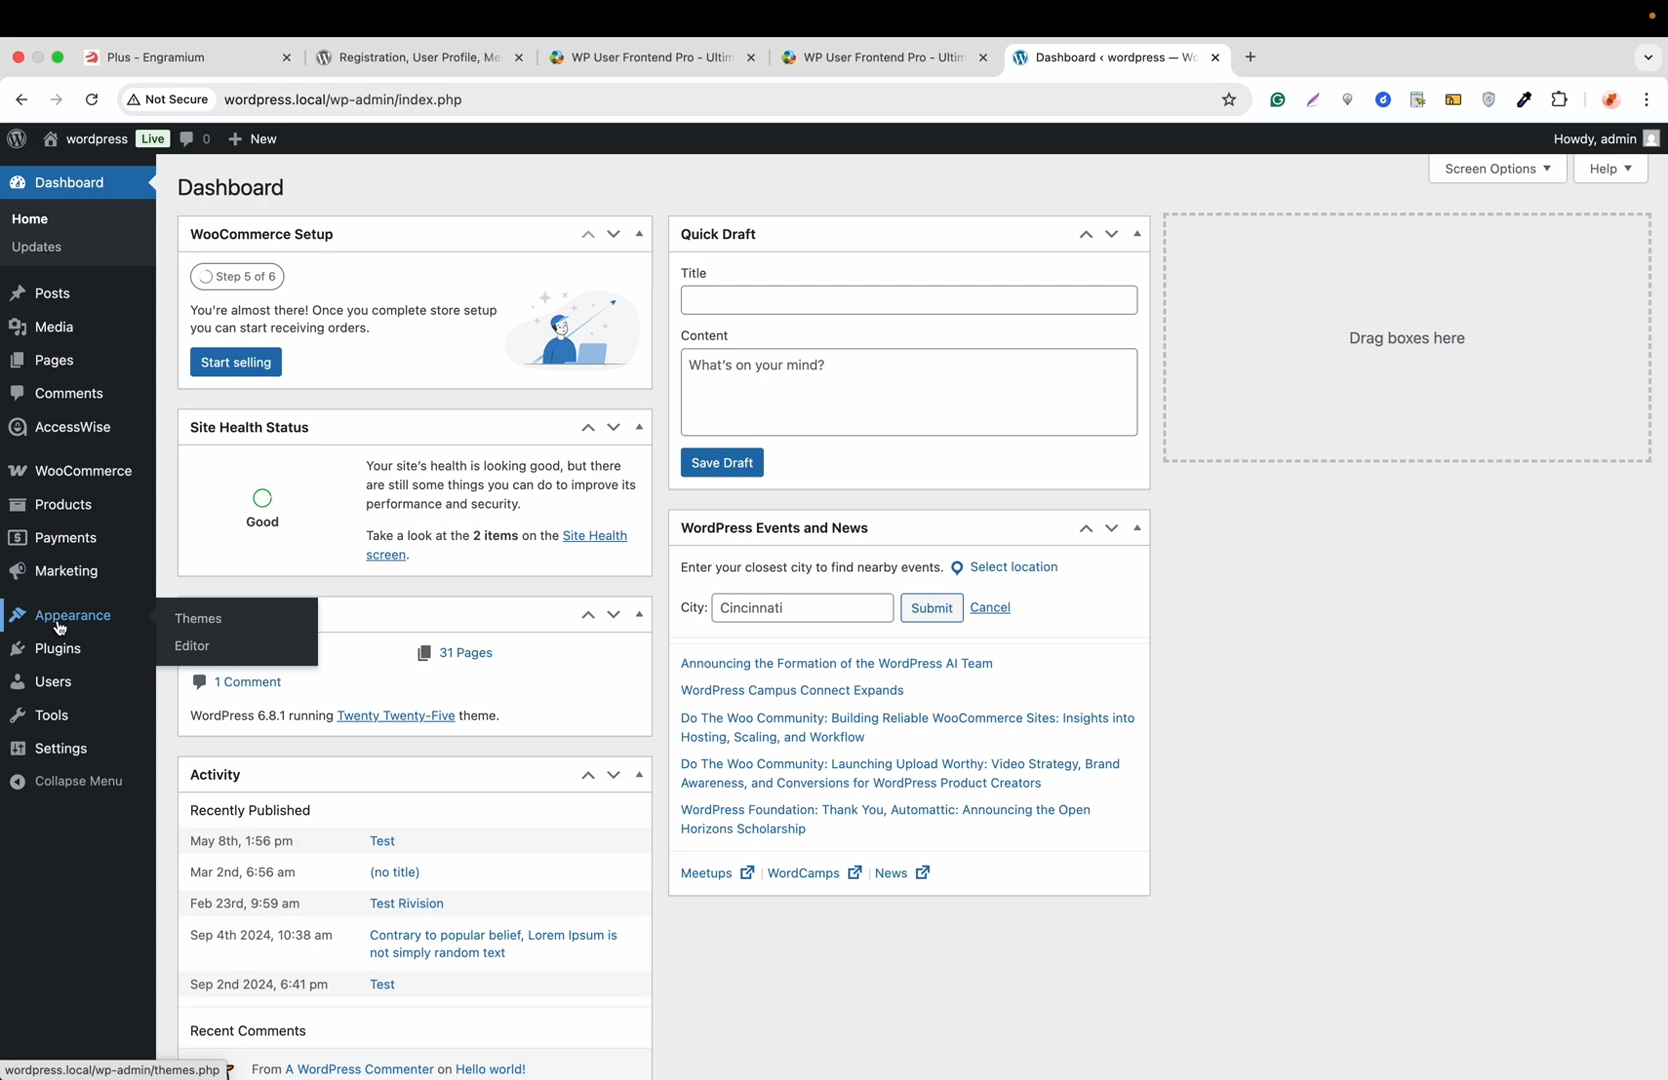 Plus - Engramium
Registration, User Profile, Me
WP User Frontend Pro - Ultim
WP User Frontend Pro - Ultim
Dashboard ‹ wordpress — Wo
Not Secure
wordpress.local/wp-admin/index.php
wordpress
Live
0
New
Howdy, admin
Dashboard
Home
Updates
Posts
Media
Pages
Comments
AccessWise
WooCommerce
Products
Payments
Marketing
Appearance
Plugins
Users
Tools
Settings
Collapse Menu
Themes
Editor
Dashboard
Screen Options
Help
WooCommerce Setup
Step 5 of 6
You're almost there! Once you complete store setup
you can start receiving orders.
Start selling
Site Health Status
Good
Your site's health is looking good, but there
are still some things you can do to improve its
performance and security.
Take a look at the 2 items on the Site Health
screen.
31 Pages
1 Comment
WordPress 6.8.1 running Twenty Twenty-Five theme.
Activity
Recently Published
May 8th, 1:56 pm Test
Mar 2nd, 6:56 am (no title)
Feb 23rd, 9:59 am Test Rivision
Sep 4th 2024, 10:38 am Contrary to popular belief, Lorem Ipsum is
not simply random text
Sep 2nd 2024, 6:41 pm Test
Recent Comments
From A WordPress Commenter on Hello world!
Quick Draft
Title
Content
What's on your mind?
Save Draft
WordPress Events and News
Enter your closest city to find nearby events. Select location
City: Cincinnati Submit Cancel
Announcing the Formation of the WordPress AI Team
WordPress Campus Connect Expands
Do The Woo Community: Building Reliable WooCommerce Sites: Insights into
Hosting, Scaling, and Workflow
Do The Woo Community: Launching Upload Worthy: Video Strategy, Brand
Awareness, and Conversions for WordPress Product Creators
WordPress Foundation: Thank You, Automattic: Announcing the Open
Horizons Scholarship
Meetups | WordCamps | News
Drag boxes here
wordpress.local/wp-admin/themes.php